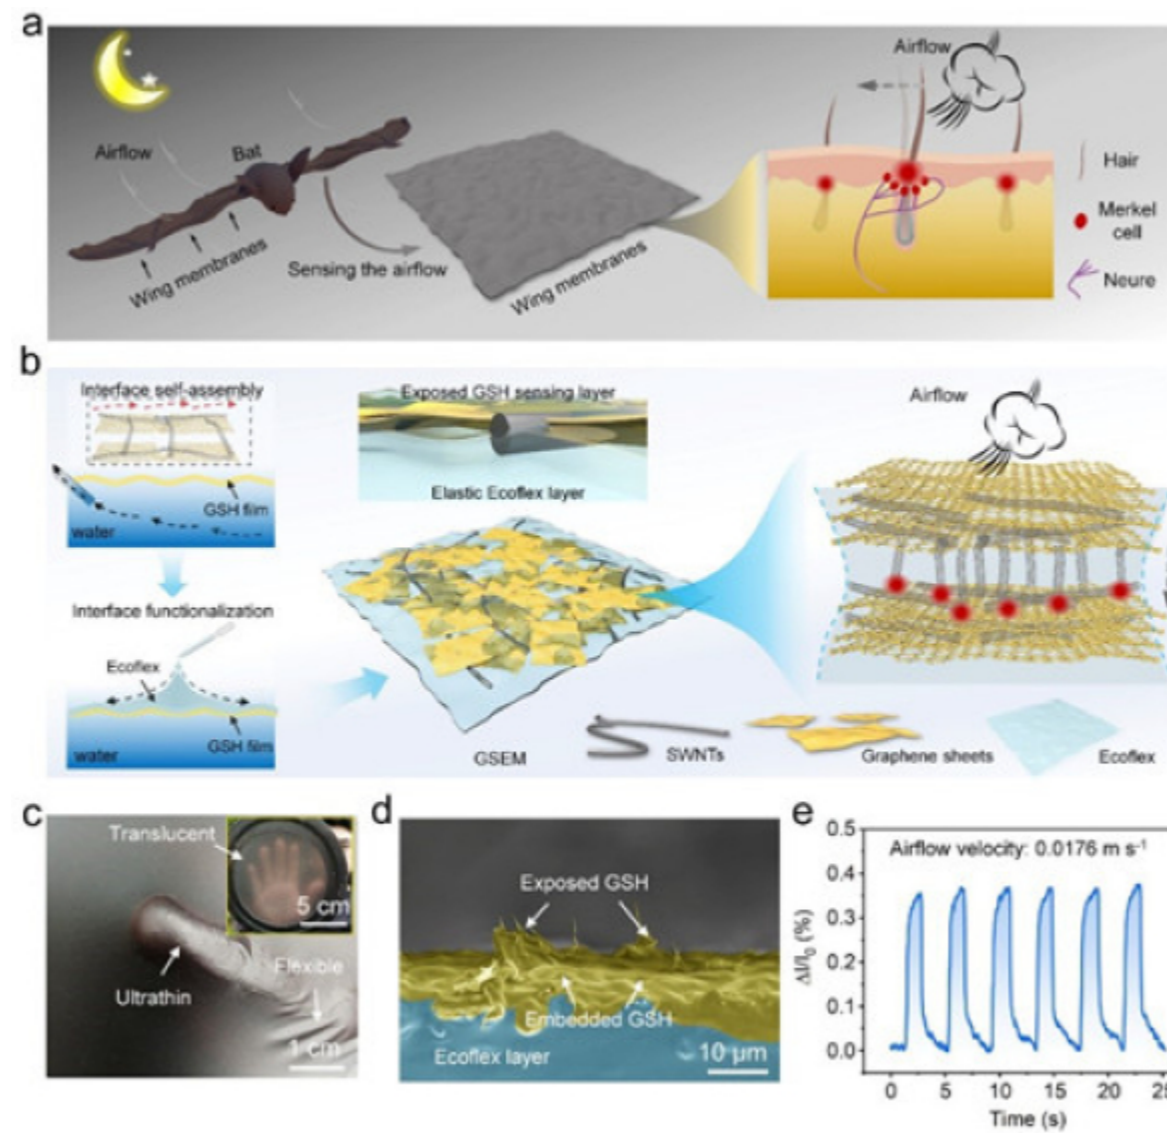 a
Airflow
Bat
Wing membranes
Sensing the airflow
Wing membranes
Airflow
Hair
Merkel
cell
Neure
b
Interface self-assembly
GSH film
water
Interface functionalization
Ecoflex
GSH film
water
Exposed GSH sensing layer
Elastic Ecoflex layer
GSEM
Airflow
SWNTs
Graphene sheets
Ecoflex
c
Translucent
5 cm
Ultrathin
Flexible
1 cm
d
Exposed GSH
Embedded GSH
Ecoflex layer
10 μm
e
Airflow velocity: 0.0176 m s⁻¹
ΔI/I₀ (%)
0.5
0.4
0.3
0.2
0.1
0.0
0 5 10 15 20 25
Time (s)